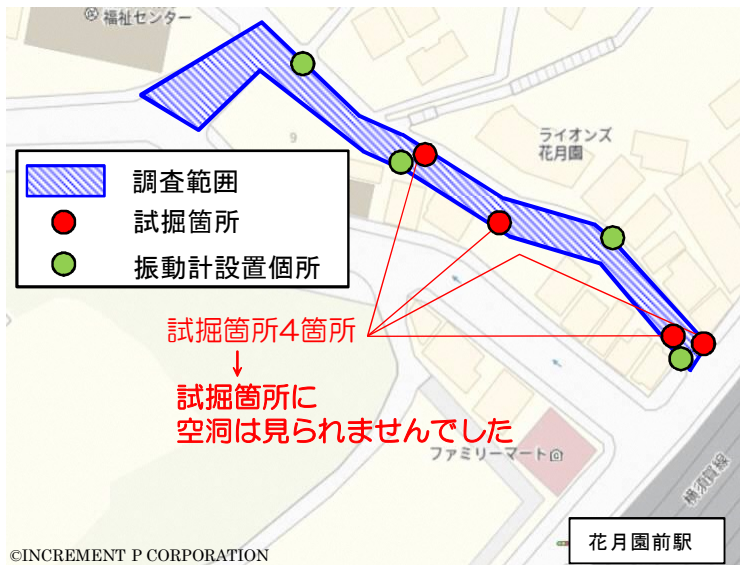 福祉センター
ライオンズ
花月園
9
調査範囲
試掘箇所
振動計設置個所
試掘箇所4箇所
↓
試掘箇所に
空洞は見られませんでした
ファミリーマート
横須賀線
花月園前駅
©INCREMENT P CORPORATION